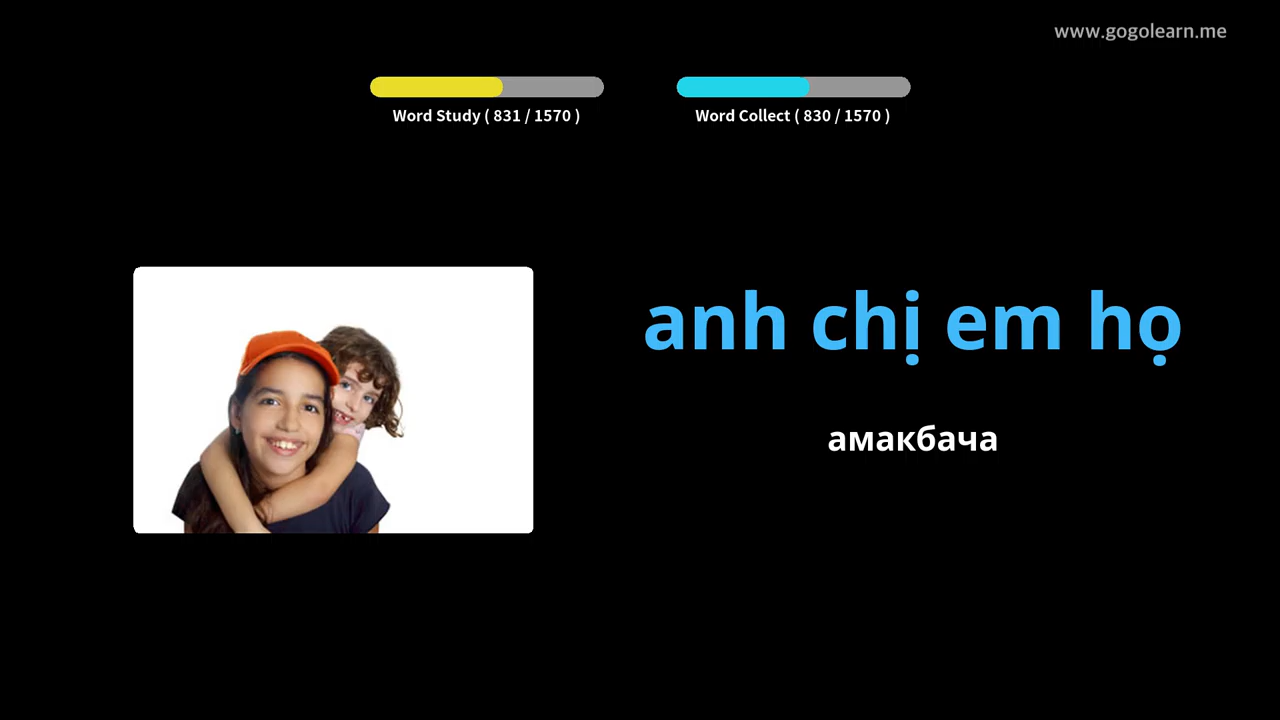 www.gogolearn.me
Word Study ( 831 / 1570 )
Word Collect ( 830 / 1570 )
anh chị em họ
амакбача